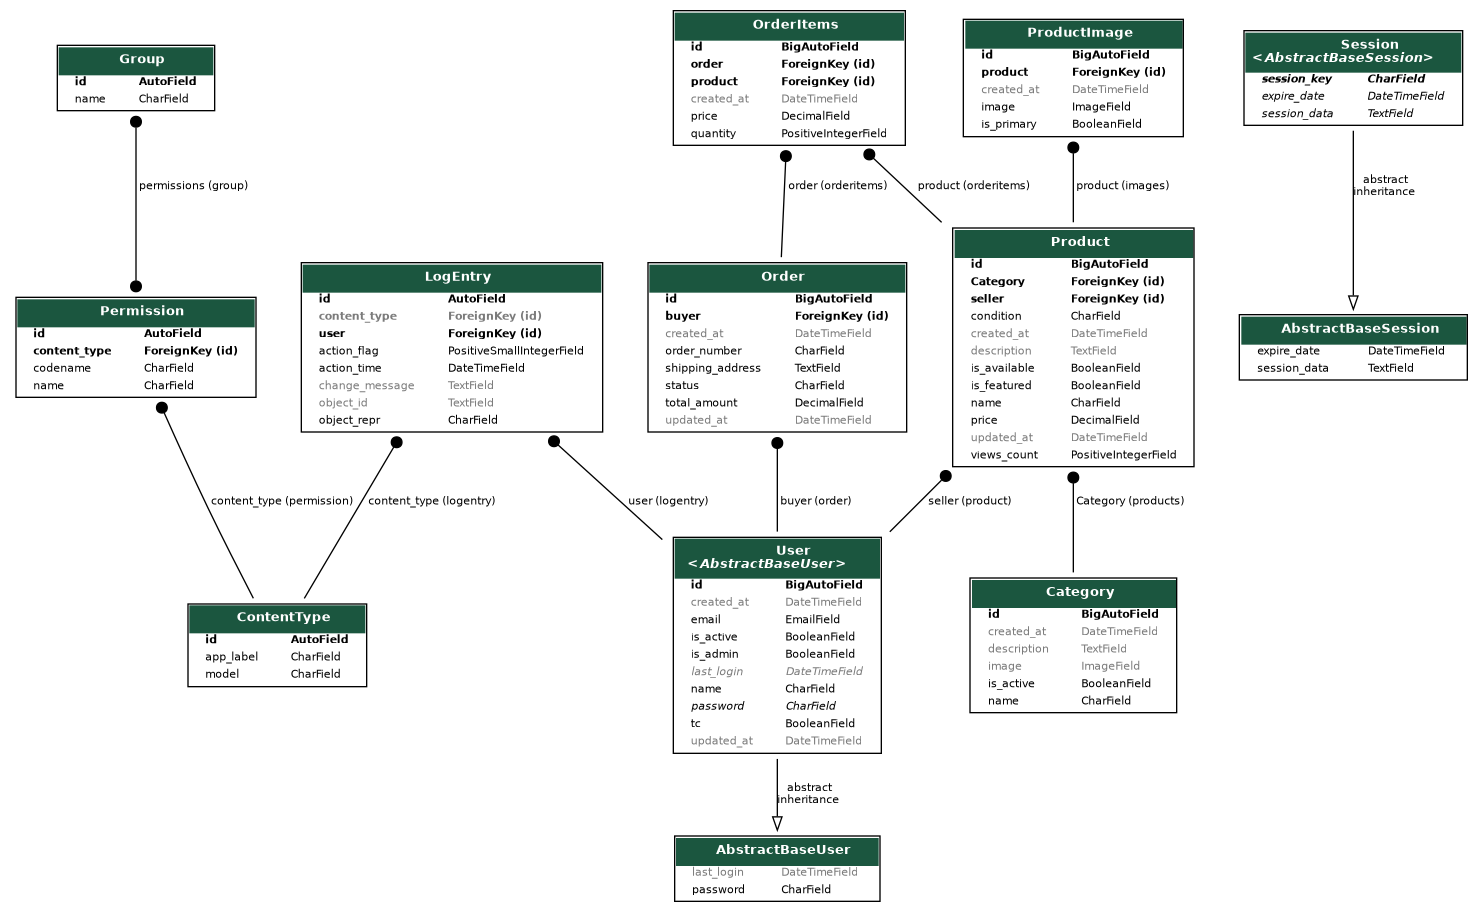 Group
id AutoField
name CharField
permissions (group)
Permission
id AutoField
content_type ForeignKey (id)
codename CharField
name CharField
content_type (permission)
LogEntry
id AutoField
content_type ForeignKey (id)
user ForeignKey (id)
action_flag PositiveSmallIntegerField
action_time DateTimeField
change_message TextField
object_id TextField
object_repr CharField
content_type (logentry)
user (logentry)
ContentType
id AutoField
app_label CharField
model CharField
OrderItems
id BigAutoField
order ForeignKey (id)
product ForeignKey (id)
created_at DateTimeField
price DecimalField
quantity PositiveIntegerField
order (orderitems)
product (orderitems)
Order
id BigAutoField
buyer ForeignKey (id)
created_at DateTimeField
order_number CharField
shipping_address TextField
status CharField
total_amount DecimalField
updated_at DateTimeField
buyer (order)
User
<AbstractBaseUser>
id BigAutoField
created_at DateTimeField
email EmailField
is_active BooleanField
is_admin BooleanField
last_login DateTimeField
name CharField
password CharField
tc BooleanField
updated_at DateTimeField
abstract
inheritance
AbstractBaseUser
last_login DateTimeField
password CharField
ProductImage
id BigAutoField
product ForeignKey (id)
created_at DateTimeField
image ImageField
is_primary BooleanField
product (images)
Product
id BigAutoField
Category ForeignKey (id)
seller ForeignKey (id)
condition CharField
created_at DateTimeField
description TextField
is_available BooleanField
is_featured BooleanField
name CharField
price DecimalField
updated_at DateTimeField
views_count PositiveIntegerField
seller (product)
Category (products)
Category
id BigAutoField
created_at DateTimeField
description TextField
image ImageField
is_active BooleanField
name CharField
Session
<AbstractBaseSession>
session_key CharField
expire_date DateTimeField
session_data TextField
abstract
inheritance
AbstractBaseSession
expire_date DateTimeField
session_data TextField